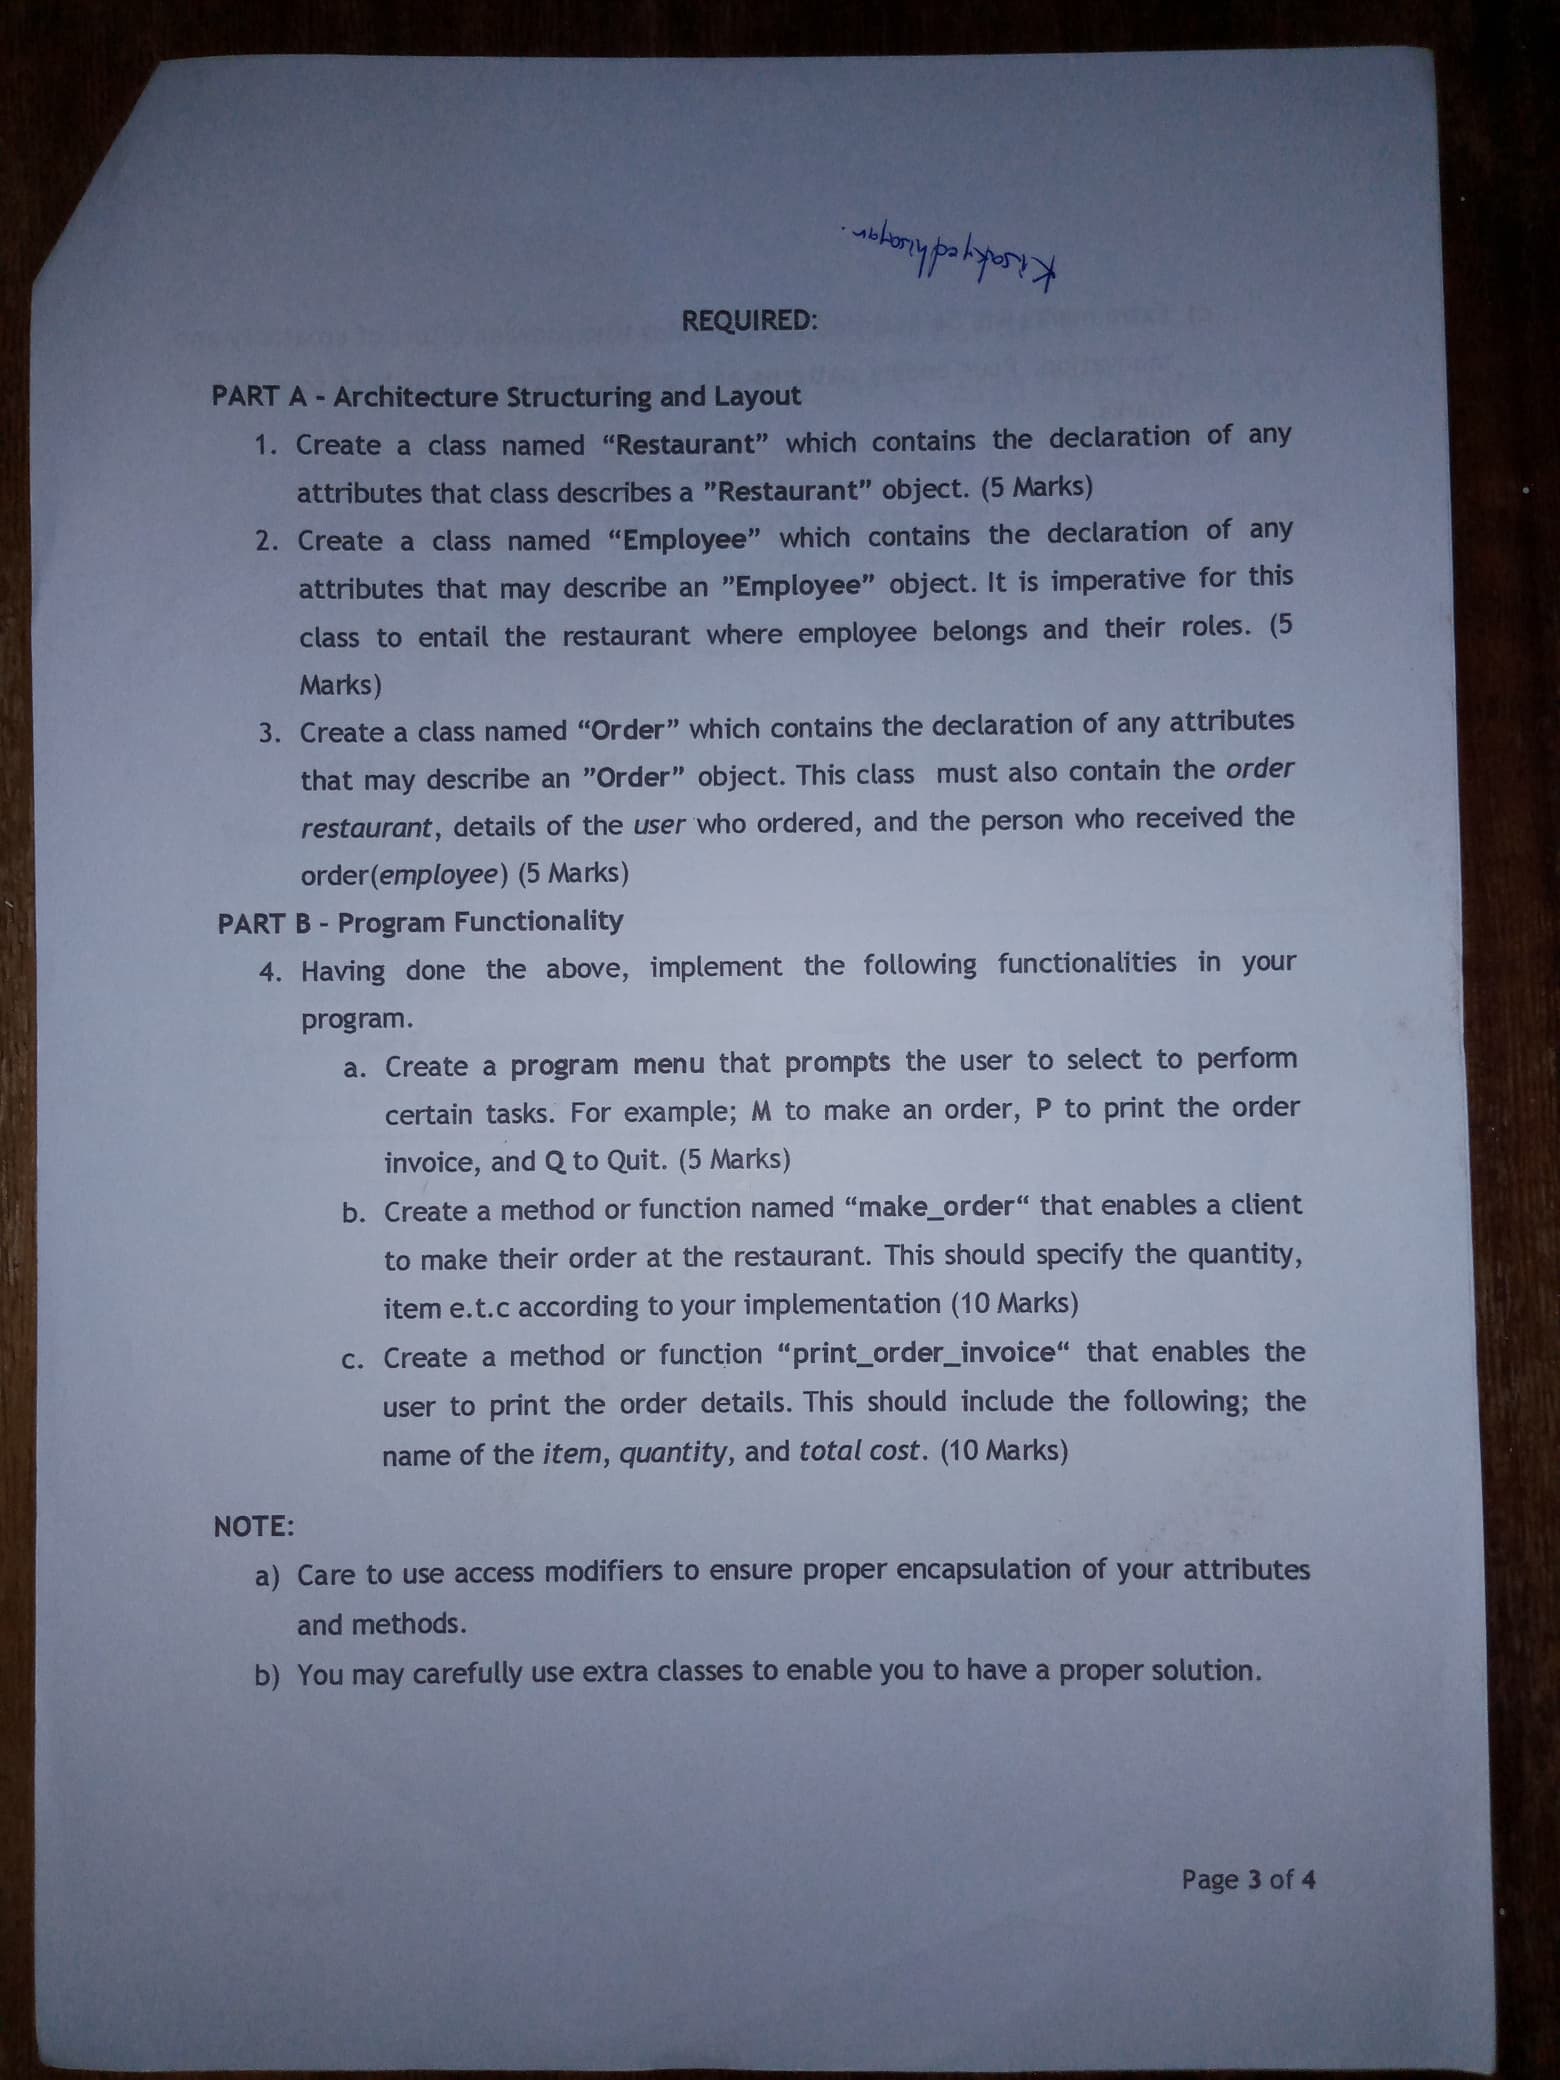 REQUIRED:
PART A - Architecture Structuring and Layout
1. Create a class named “Restaurant” which contains the declaration of any
attributes that class describes a ”Restaurant” object. (5 Marks)
2. Create a class named “Employee” which contains the declaration of any
attributes that may describe an ”Employee” object. It is imperative for this
class to entail the restaurant where employee belongs and their roles. (5
Marks)
3. Create a class named “Order” which contains the declaration of any attributes
that may describe an ”Order” object. This class must also contain the order
restaurant, details of the user who ordered, and the person who received the
order(employee) (5 Marks)
PART B - Program Functionality
4. Having done the above, implement the following functionalities in your
program.
a. Create a program menu that prompts the user to select to perform
certain tasks. For example; M to make an order, P to print the order
invoice, and Q to Quit. (5 Marks)
b. Create a method or function named “make_order“ that enables a client
to make their order at the restaurant. This should specify the quantity,
item e.t.c according to your implementation (10 Marks)
c. Create a method or function “print_order_invoice“ that enables the
user to print the order details. This should include the following; the
name of the item, quantity, and total cost. (10 Marks)
NOTE:
a) Care to use access modifiers to ensure proper encapsulation of your attributes
and methods.
b) You may carefully use extra classes to enable you to have a proper solution.
Page 3 of 4